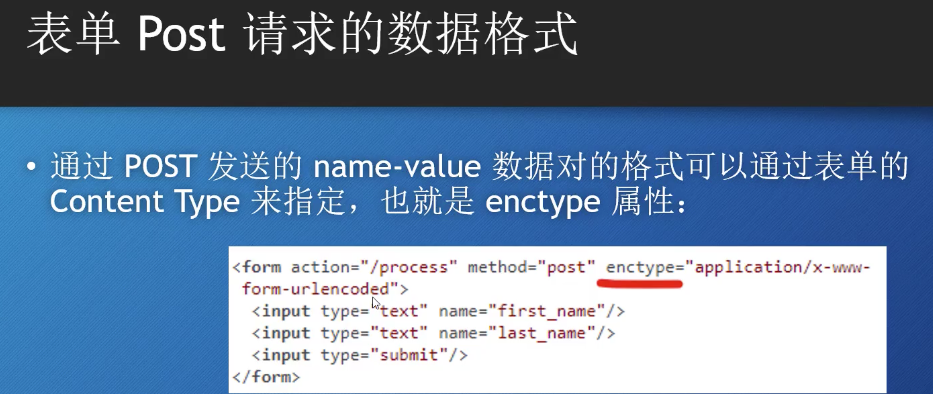 表单 Post 请求的数据格式
• 通过 POST 发送的 name-value 数据对的格式可以通过表单的
Content Type 来指定，也就是 enctype 属性：
<form action="/process" method="post" enctype="application/x-www-
form-urlencoded">
<input type="text" name="first_name"/>
<input type="text" name="last_name"/>
<input type="submit"/>
</form>